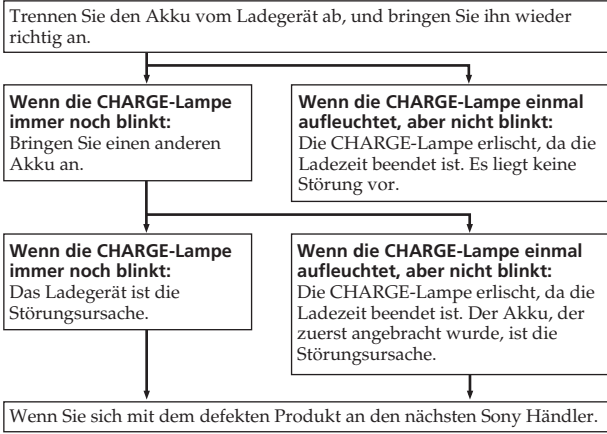 Trennen Sie den Akku vom Ladegerät ab, und bringen Sie ihn wieder
richtig an.
Wenn die CHARGE-Lampe
immer noch blinkt:
Bringen Sie einen anderen
Akku an.
Wenn die CHARGE-Lampe einmal
aufleuchtet, aber nicht blinkt:
Die CHARGE-Lampe erlischt, da die
Ladezeit beendet ist. Es liegt keine
Störung vor.
Wenn die CHARGE-Lampe
immer noch blinkt:
Das Ladegerät ist die
Störungsursache.
Wenn die CHARGE-Lampe einmal
aufleuchtet, aber nicht blinkt:
Die CHARGE-Lampe erlischt, da die
Ladezeit beendet ist. Der Akku, der
zuerst angebracht wurde, ist die
Störungsursache.
Wenn Sie sich mit dem defekten Produkt an den nächsten Sony Händler.